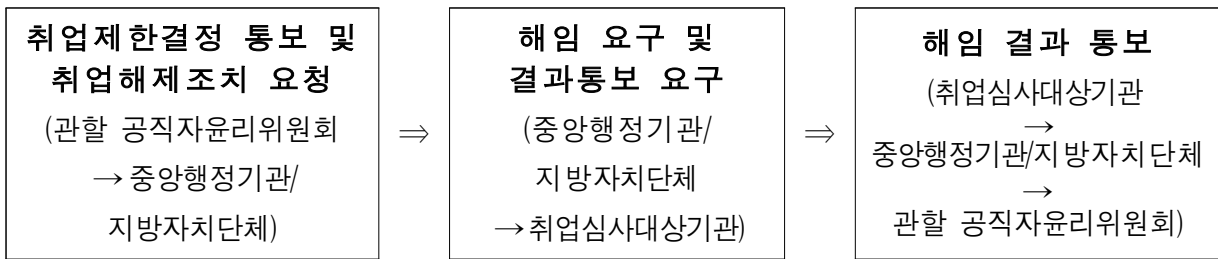 취업제한결정 통보 및
취업해제조치 요청
(관할 공직자윤리위원회
→ 중앙행정기관/
지방자치단체)
⇒
해임 요구 및
결과통보 요구
(중앙행정기관/
지방자치단체
→ 취업심사대상기관)
⇒
해임 결과 통보
(취업심사대상기관
→
중앙행정기관/지방자치단체
→
관할 공직자윤리위원회)